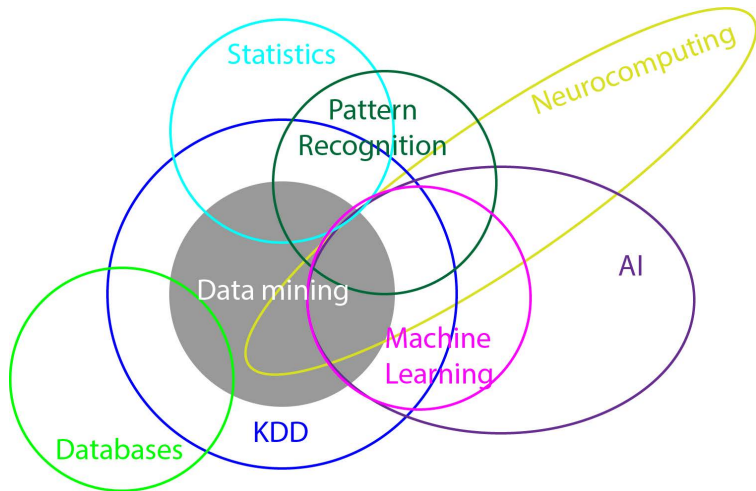 Statistics
Pattern
Recognition
Neurocomputing
AI
Data mining
Machine
Learning
KDD
Databases